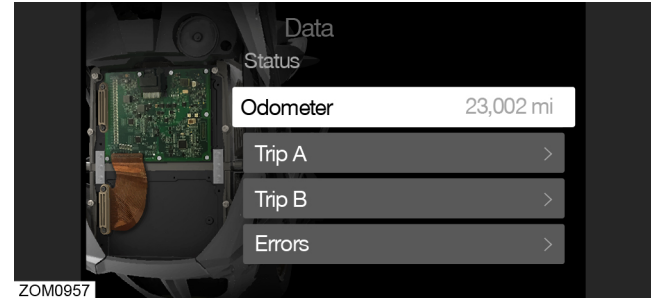 Data
Status
Odometer 23,002 mi
Trip A >
Trip B >
Errors >
ZOM0957